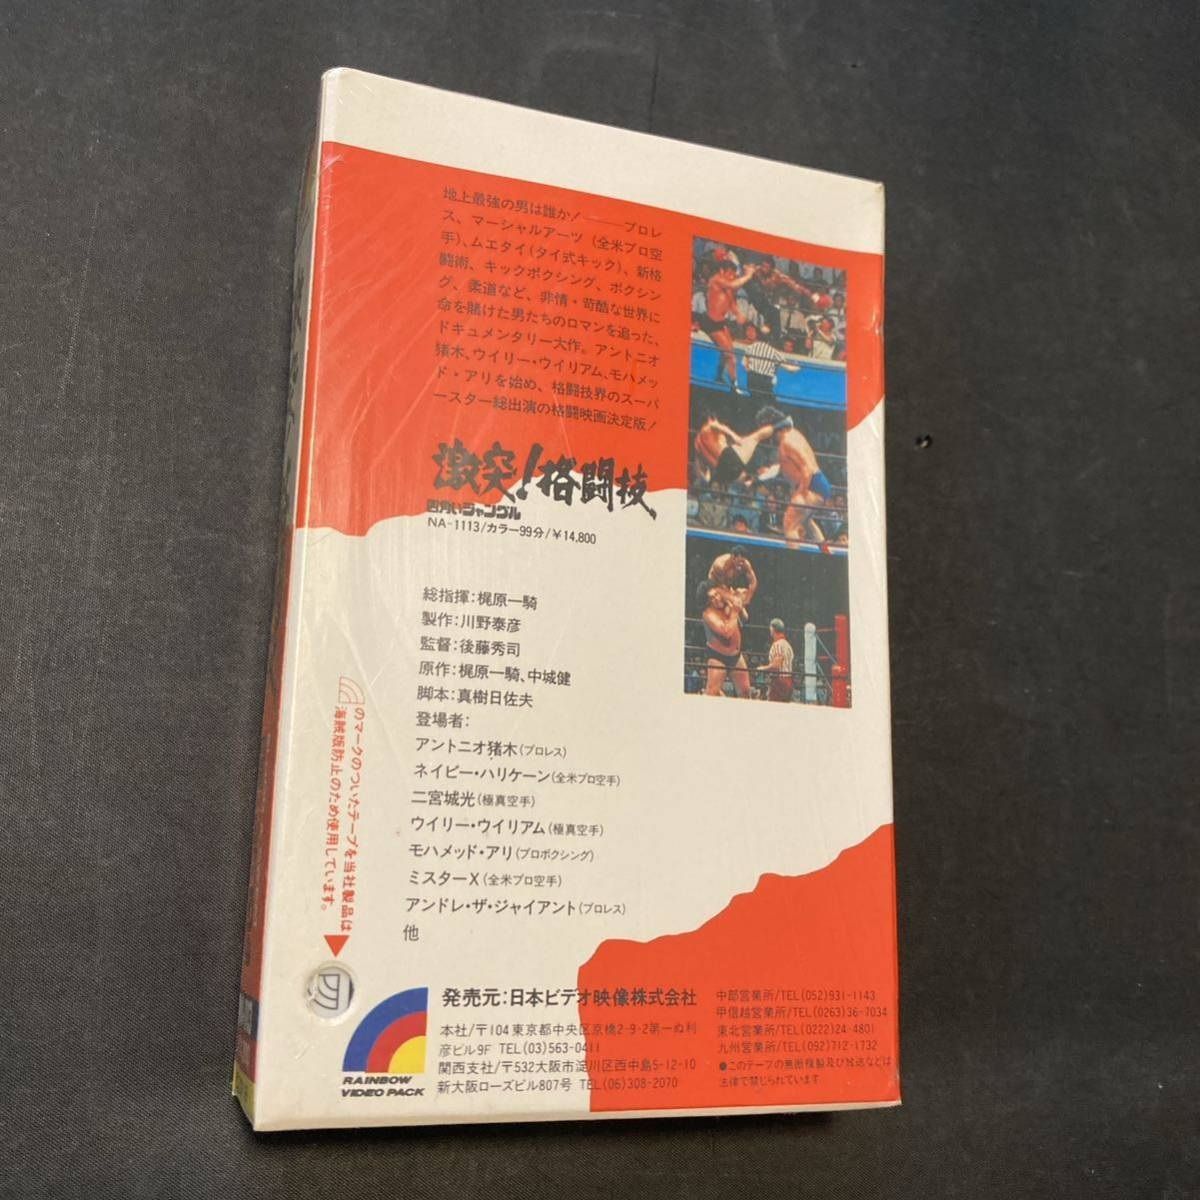 地上最強の男は誰か!──プロレ
ス、マーシャルアーツ(全米プロ空
手)、ムエタイ(タイ式キック)、新格
闘術、キックボクシング、ボクシン
グ、柔道など、非情・苛酷な世界に
命を賭けた男たちのロマンを追った、
ドキュメンタリー大作。アントニオ
猪木、ウイリー・ウイリアム、モハメッ
ド・アリを始め、格闘技界のスーパ
ースター総出演の格闘映画決定版!
激突!格闘技
四角いジャングル
NA-1113/カラー99分/¥14,800
総指揮:梶原一騎
製作:川野泰彦
監督:後藤秀司
原作:梶原一騎、中城健
脚本:真樹日佐夫
登場者:
アントニオ猪木(プロレス)
ネイビー・ハリケーン(全米プロ空手)
二宮城光(極真空手)
ウイリー・ウイリアム(極真空手)
モハメッド・アリ(プロボクシング)
ミスターX(全米プロ空手)
アンドレ・ザ・ジャイアント(プロレス)
他
のマークのついたテープを当社製品は
海賊版防止のため使用しています。
RAINBOW
VIDEO PACK
発売元:日本ビデオ映像株式会社
本社/〒104東京都中央区京橋2-9-2第一ぬ利
彦ビル9F TEL(03)563-0411
関西支社/〒532大阪市淀川区西中島5-12-10
新大阪ローズビル807号 TEL(06)308-2070
中部営業所/TEL(052)931-1143
甲信越営業所/TEL(0263)36-7034
東北営業所/TEL(0222)24-4801
九州営業所/TEL(092)712-1732
●このテープの無断複製及び放送などは
法律で禁じられています